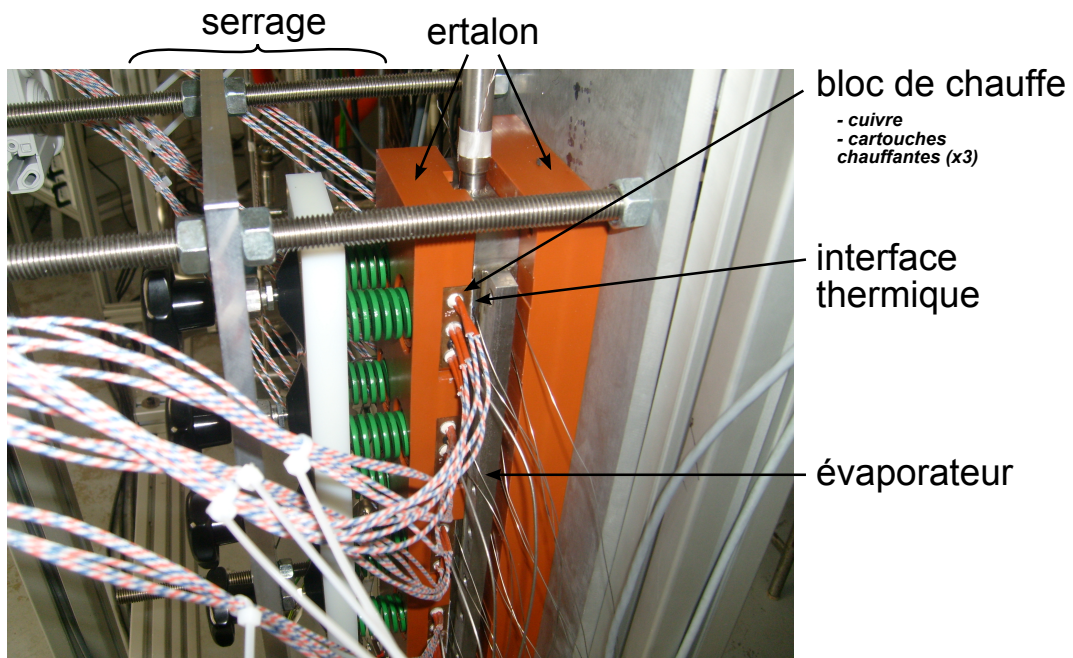 serrage
ertalon
bloc de chauffe
- cuivre
- cartouches
chauffantes (x3)
interface
thermique
évaporateur